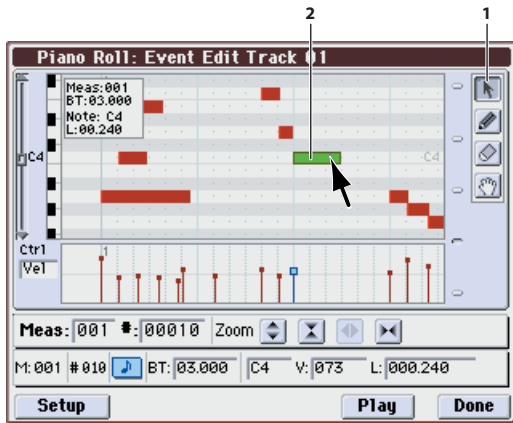 2 1
Piano Roll: Event Edit Track 01
Meas:001
BT:03.000
Note: C4
L:00.240
C4 C4
Ctrl 1
Vel
Meas: 001 #: 00010 Zoom
M: 001 #010 BT: 03.000 C4 V: 073 L: 000.240
Setup Play Done